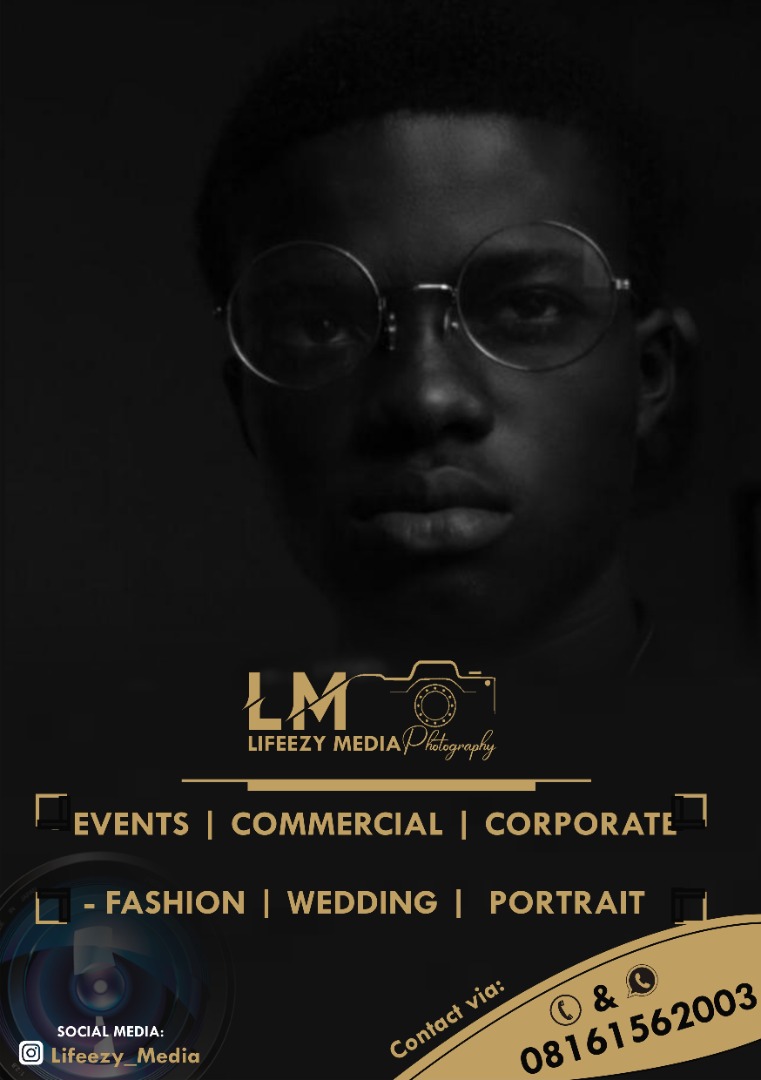 LM
LIFEEZY MEDIA Photography
EVENTS | COMMERCIAL | CORPORATE
- FASHION | WEDDING | PORTRAIT
Contact via:
&
08161562003
SOCIAL MEDIA:
Lifeezy_Media